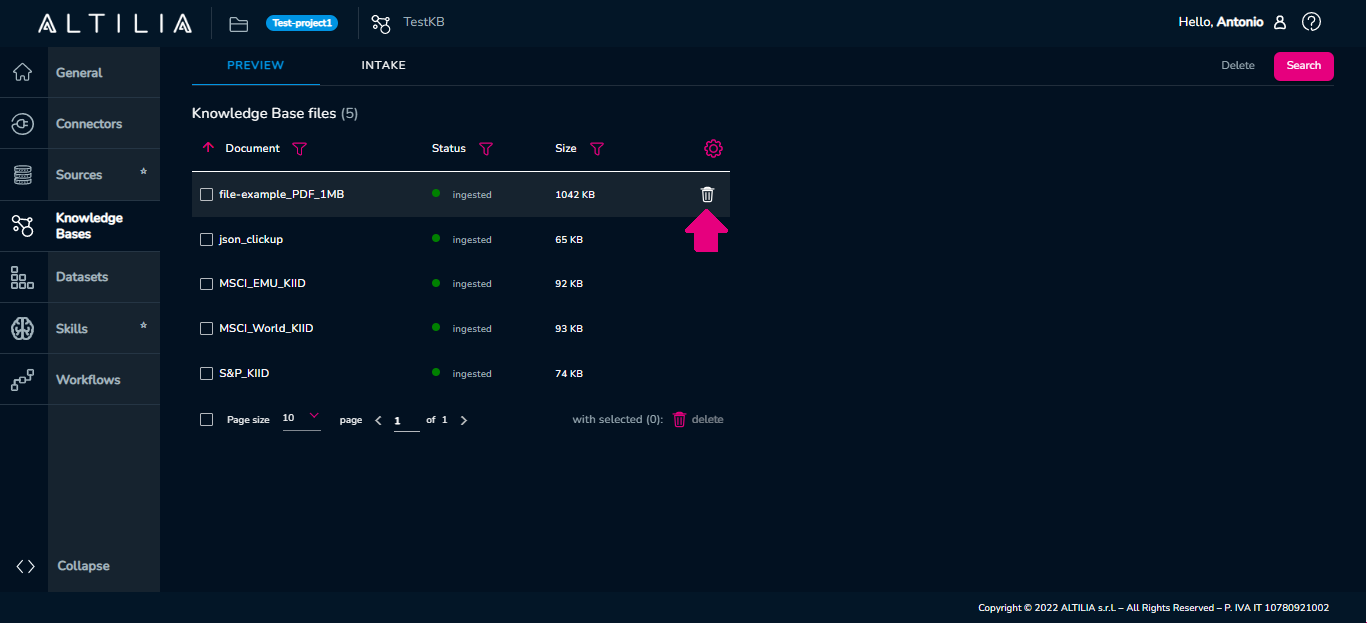 ALTILIA Test-project1 TestKB Hello, Antonio
General
Connectors
Sources *
Knowledge
Bases
Datasets
Skills *
Workflows
Collapse
PREVIEW INTAKE Delete Search
Knowledge Base files (5)
Document Status Size
file-example_PDF_1MB ingested 1042 KB
json_clickup ingested 65 KB
MSCI_EMU_KIID ingested 92 KB
MSCI_World_KIID ingested 93 KB
S&P_KIID ingested 74 KB
Page size 10 page < 1 of 1 > with selected (0): delete
Copyright © 2022 ALTILIA s.r.l. – All Rights Reserved – P. IVA IT 10780921002